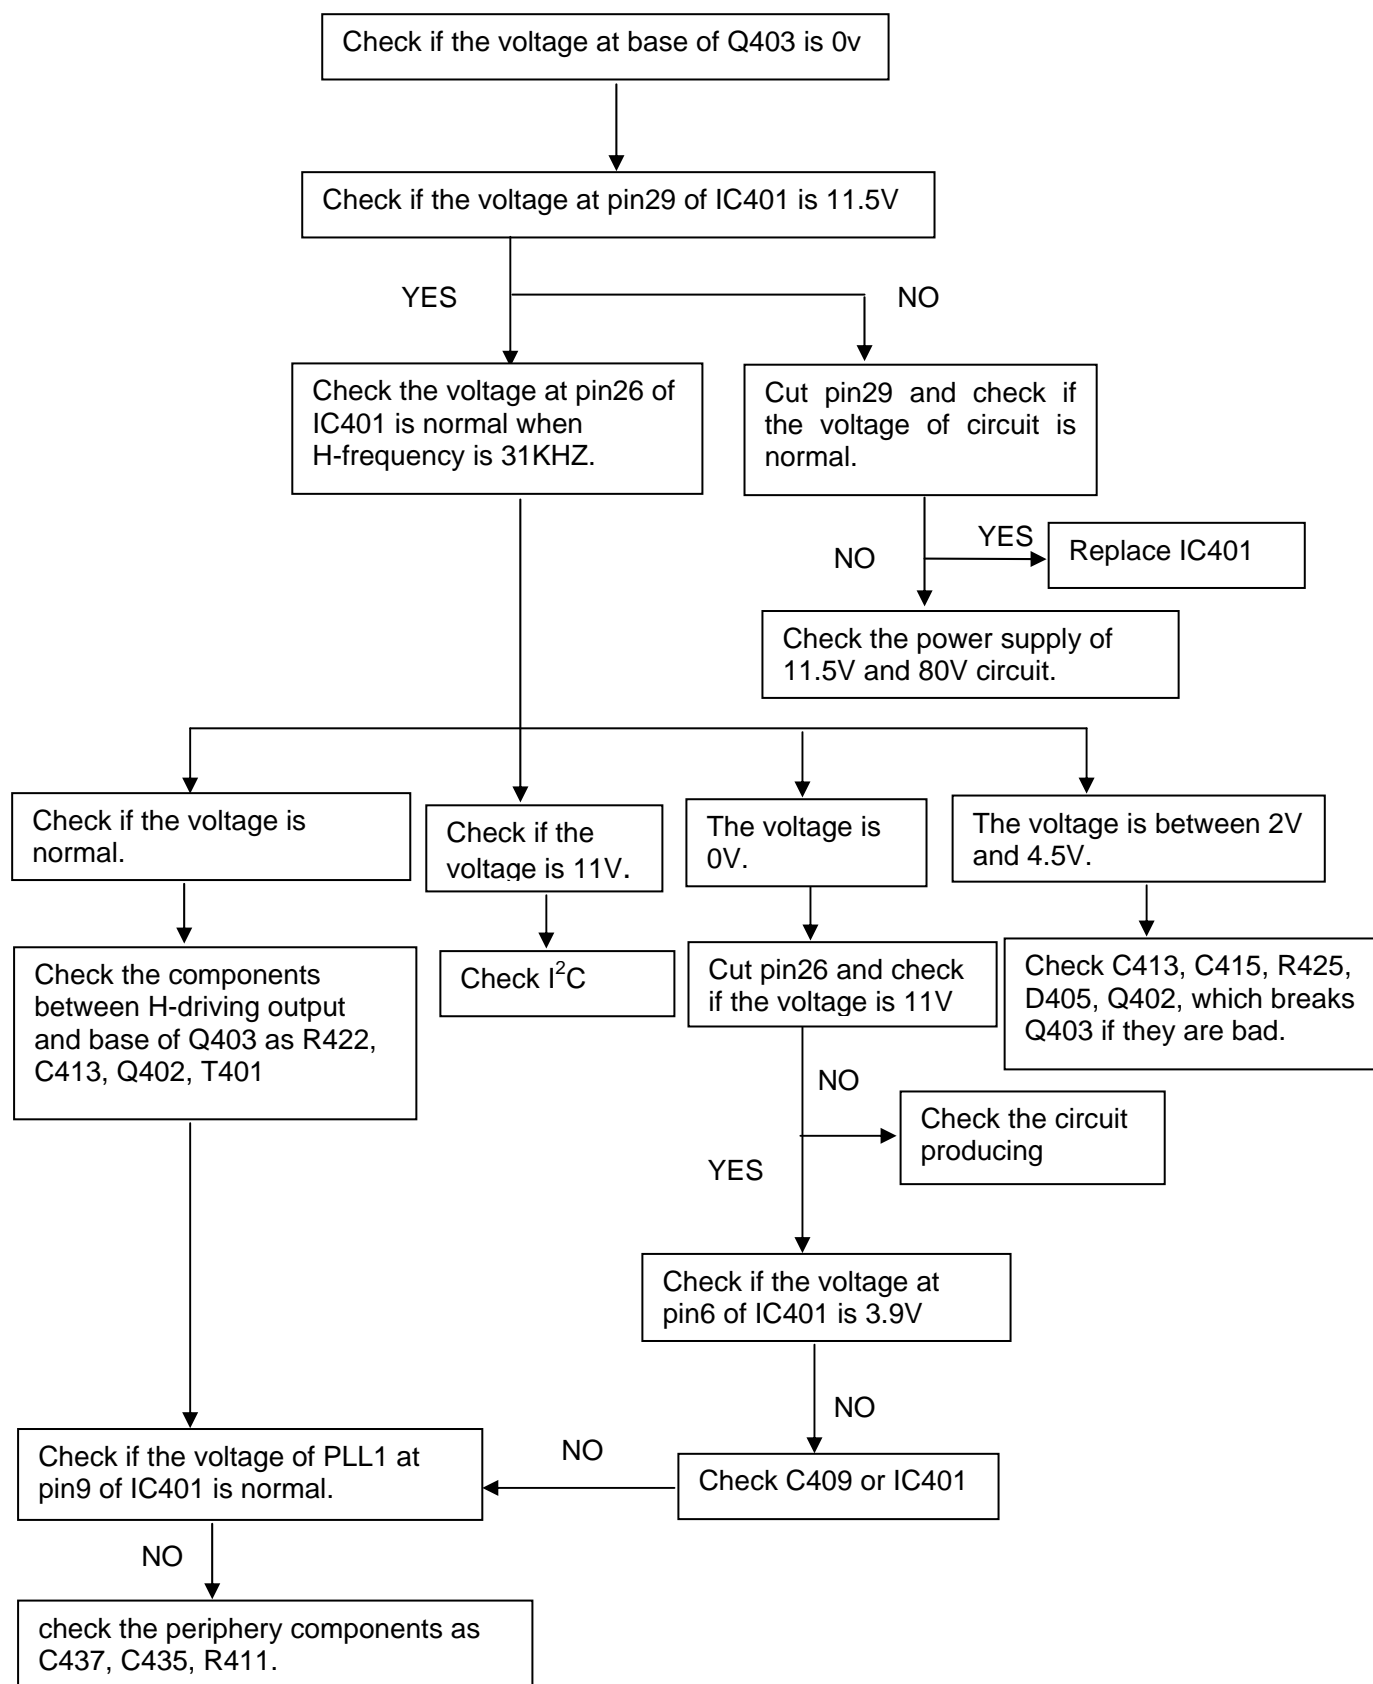 Check if the voltage at base of Q403 is 0v
Check if the voltage at pin29 of IC401 is 11.5V
YES
NO
Check the voltage at pin26 of
IC401 is normal when
H-frequency is 31KHZ.
Cut pin29 and check if
the voltage of circuit is
normal.
YES
NO
Replace IC401
Check the power supply of
11.5V and 80V circuit.
Check if the voltage is
normal.
Check if the
voltage is 11V.
The voltage is
0V.
The voltage is between 2V
and 4.5V.
Check the components
between H-driving output
and base of Q403 as R422,
C413, Q402, T401
Check I²C
Cut pin26 and check
if the voltage is 11V
Check C413, C415, R425,
D405, Q402, which breaks
Q403 if they are bad.
NO
Check the circuit
producing
YES
Check if the voltage at
pin6 of IC401 is 3.9V
NO
Check if the voltage of PLL1 at
pin9 of IC401 is normal.
NO
Check C409 or IC401
NO
check the periphery components as
C437, C435, R411.